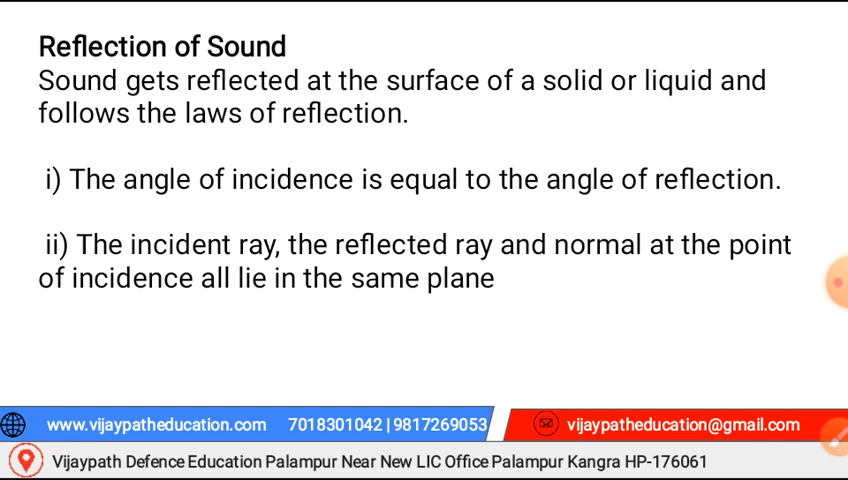 Reflection of Sound
Sound gets reflected at the surface of a solid or liquid and
follows the laws of reflection.
i) The angle of incidence is equal to the angle of reflection.
ii) The incident ray, the reflected ray and normal at the point
of incidence all lie in the same plane
www.vijaypatheducation.com 7018301042 | 9817269053 vijaypatheducation@gmail.com
Vijaypath Defence Education Palampur Near New LIC Office Palampur Kangra HP-176061